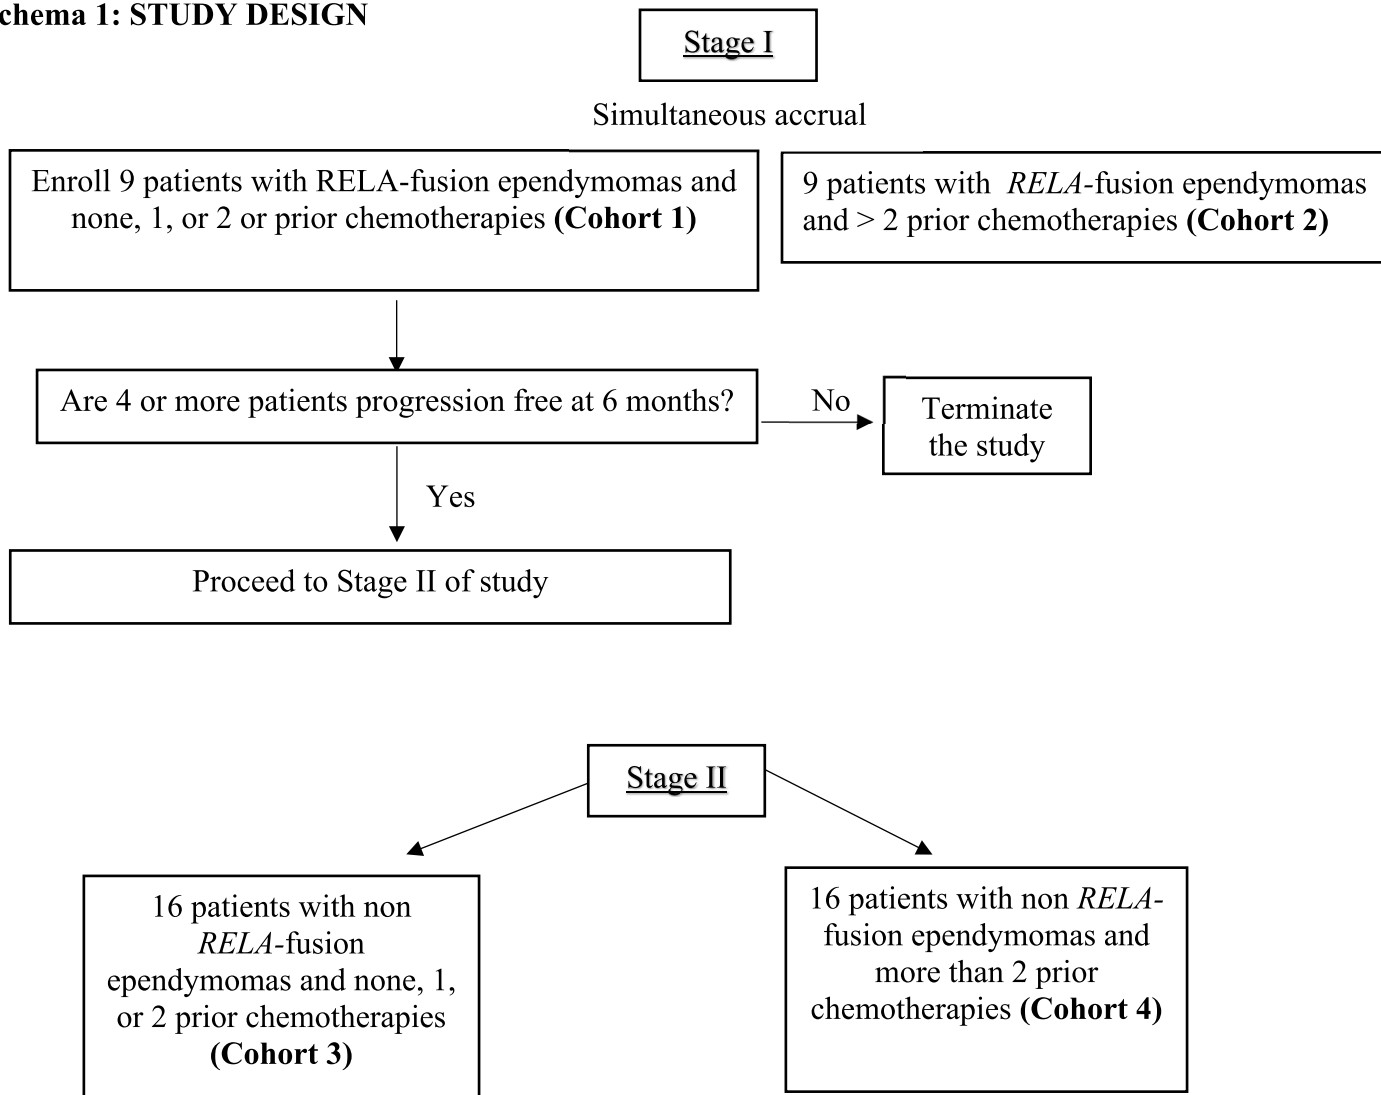 chema 1: STUDY DESIGN
Stage I
Simultaneous accrual
Enroll 9 patients with RELA-fusion ependymomas and
none, 1, or 2 or prior chemotherapies (Cohort 1)
9 patients with RELA-fusion ependymomas
and > 2 prior chemotherapies (Cohort 2)
Are 4 or more patients progression free at 6 months?
No
Terminate
the study
Yes
Proceed to Stage II of study
Stage II
16 patients with non
RELA-fusion
ependymomas and none, 1,
or 2 prior chemotherapies
(Cohort 3)
16 patients with non RELA-
fusion ependymomas and
more than 2 prior
chemotherapies (Cohort 4)